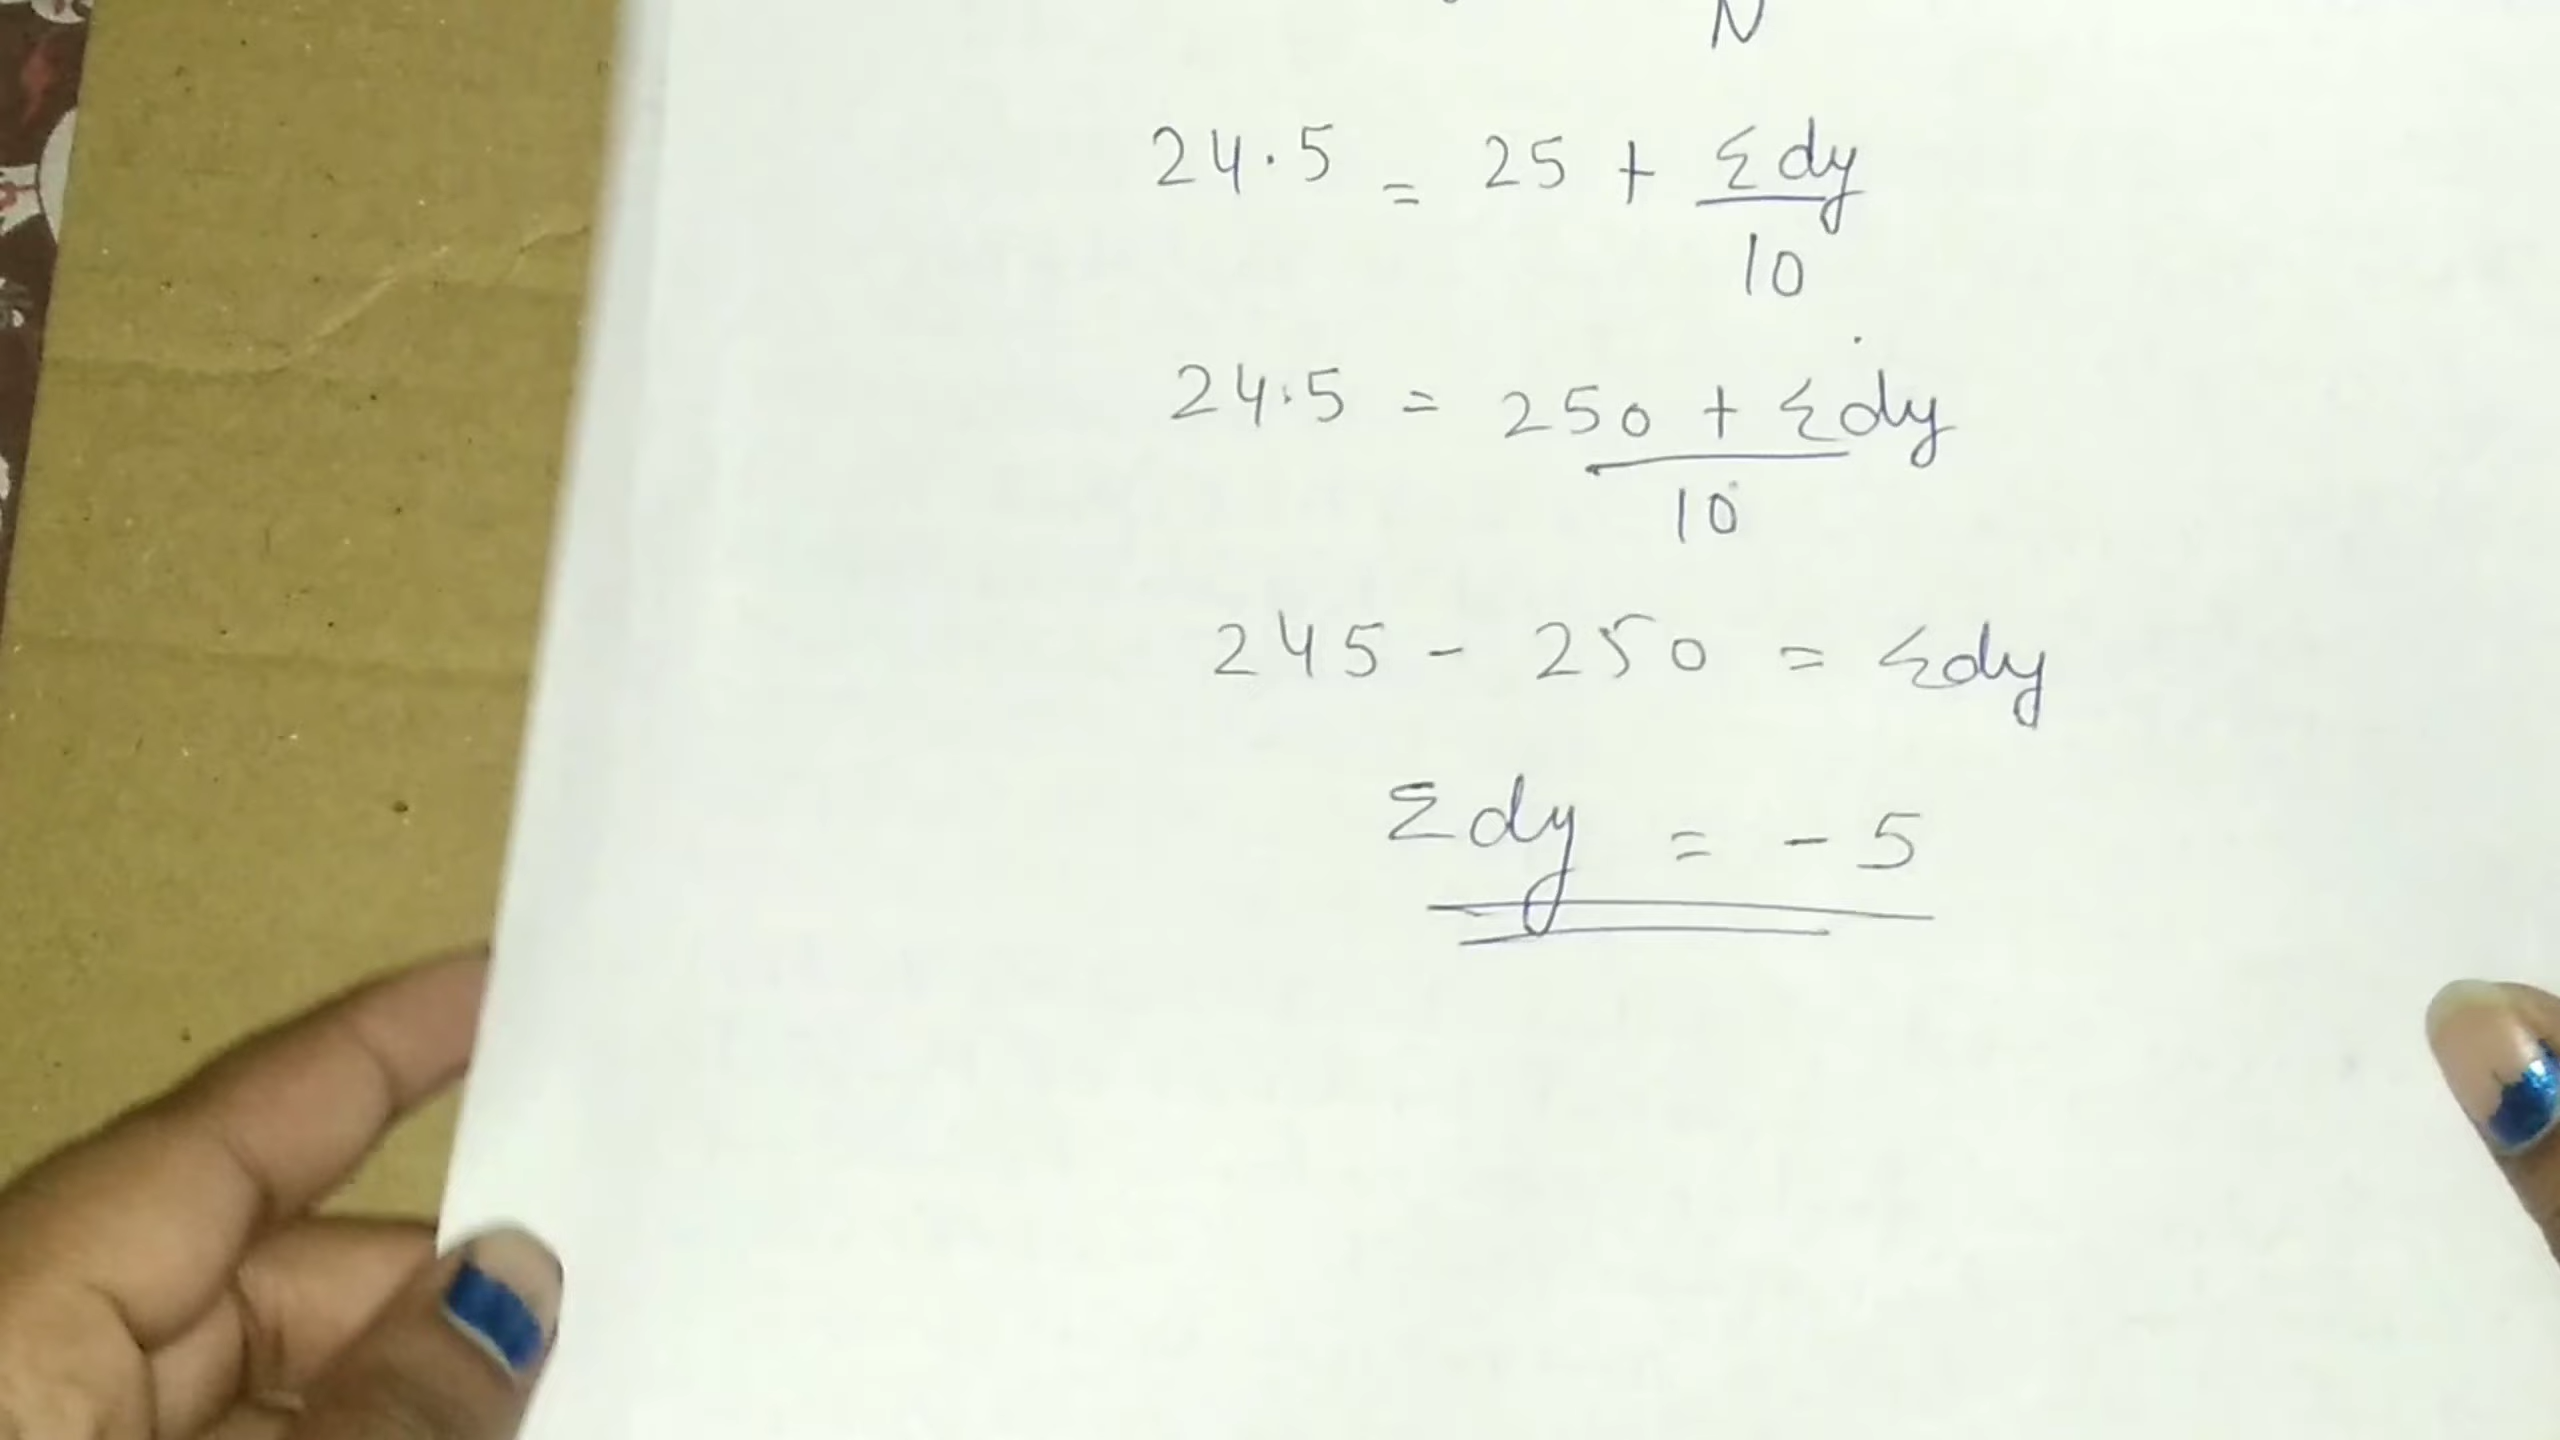 N
24.5 = 25 + Σdy
10
24.5 = 250 + Σdy
10
245 - 250 = Σdy
Σdy = -5